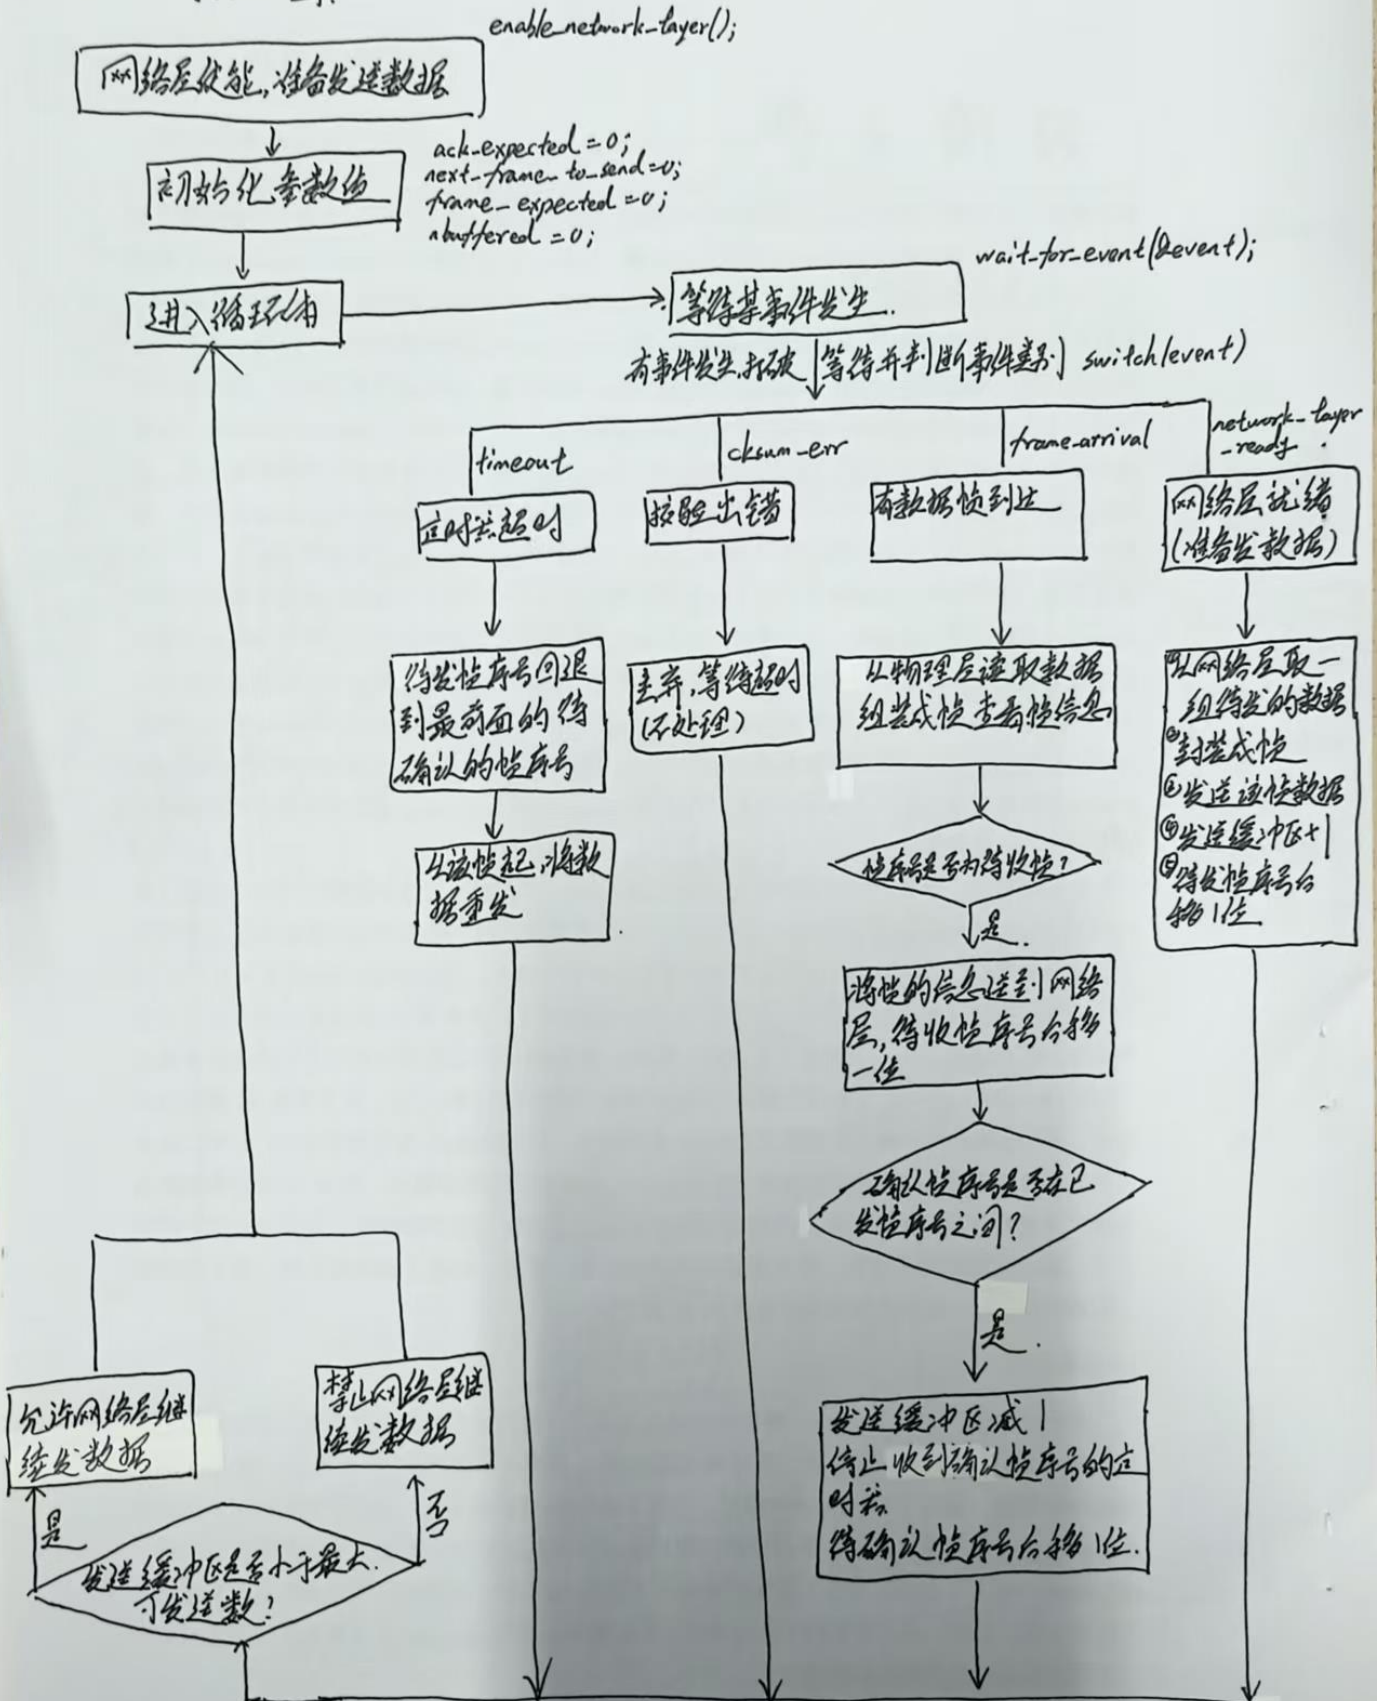 enable_network_layer();
网络层使能,准备发送数据
ack_expected=0;
next_frame_to_send=0;
frame_expected=0;
nbuffered=0;
初始化参数值
wait_for_event(&event);
进入循环体
等待某事件发生.
有事件发生,打破等待并判断事件类别 switch(event)
timeout
cksum_err
frame_arrival
network_layer
_ready.
定时器超时
校验出错
有数据帧到达
网络层就绪
(准备发数据)
待发帧序号回退
到最前面的待
确认的帧序号
丢弃,等待超时
(不处理)
从物理层读取数据
组装成帧查看帧信息
①从网络层取一
组待发的数据
②封装成帧
③发送该帧数据
④发送缓冲区+1
⑤待发帧序号后
移1位
从该帧起,将数
据重发
帧序号是否为待收帧?
是.
将帧的信息送到网络
层,待收帧序号后移
一位
确认帧序号是否在已
发帧序号之间?
是.
发送缓冲区减1
停止收到确认帧序号的定
时器
待确认帧序号后移1位.
允许网络层继
续发数据
禁止网络层继
续发数据
是
否
发送缓冲区是否小于最大
可发送数?